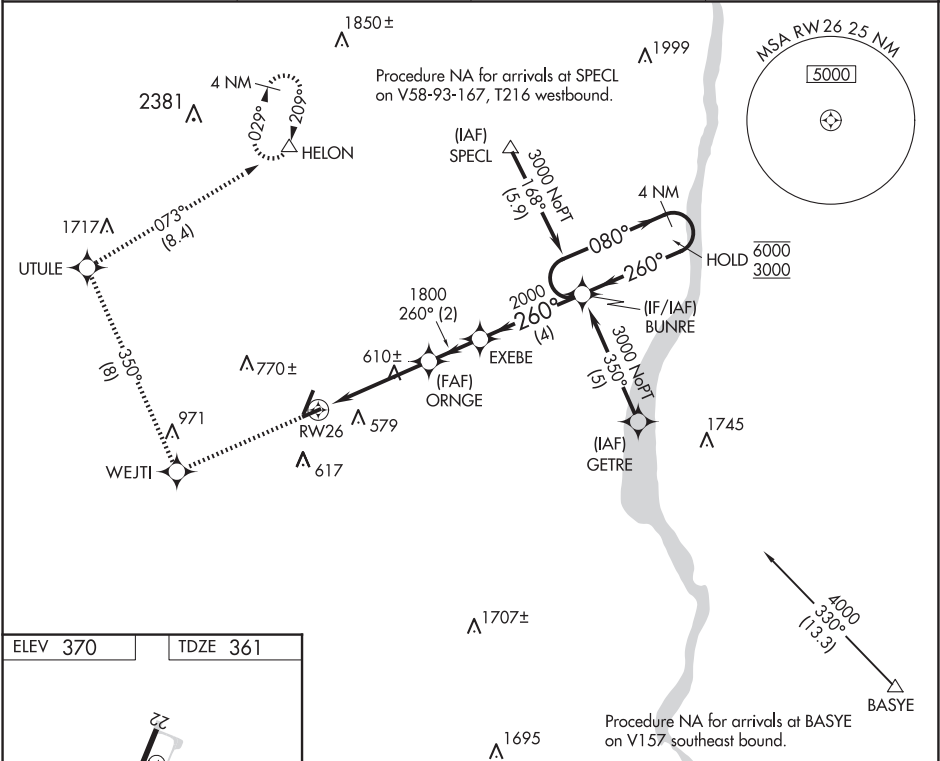 1850±
1999
MSA RW26 25 NM
5000
4 NM
Procedure NA for arrivals at SPECL
on V58-93-167, T216 westbound.
2381
029°
209°
HELON
(IAF)
SPECL
3000 NoPT
168°
(5.9)
4 NM
1717
073°
(8.4)
080°
HOLD
6000
3000
260°
UTULE
1800
260° (2)
2000
260°
(4)
(IF/IAF)
BUNRE
350°
(8)
770±
610±
EXEBE
3000 NoPT
350°
(5)
(FAF)
ORNGE
RW26
579
971
617
(IAF)
GETRE
1745
WEJTI
4000
330°
(13.3)
1707±
ELEV 370
TDZE 361
BASYE
22
Procedure NA for arrivals at BASYE
on V157 southeast bound.
1695